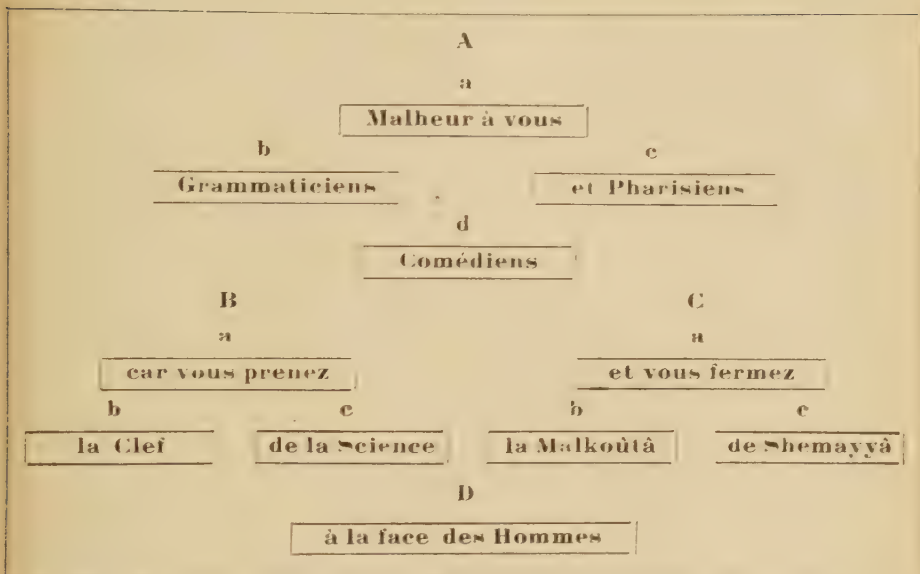 A
a
Malheur à vous
b c
Grammaticiens et Pharisiens
d
Comédiens
B C
a a
car vous prenez et vous fermez
b c b c
la Clef de la Science la Malkoûtâ de Shemayyâ
D
à la face des Hommes